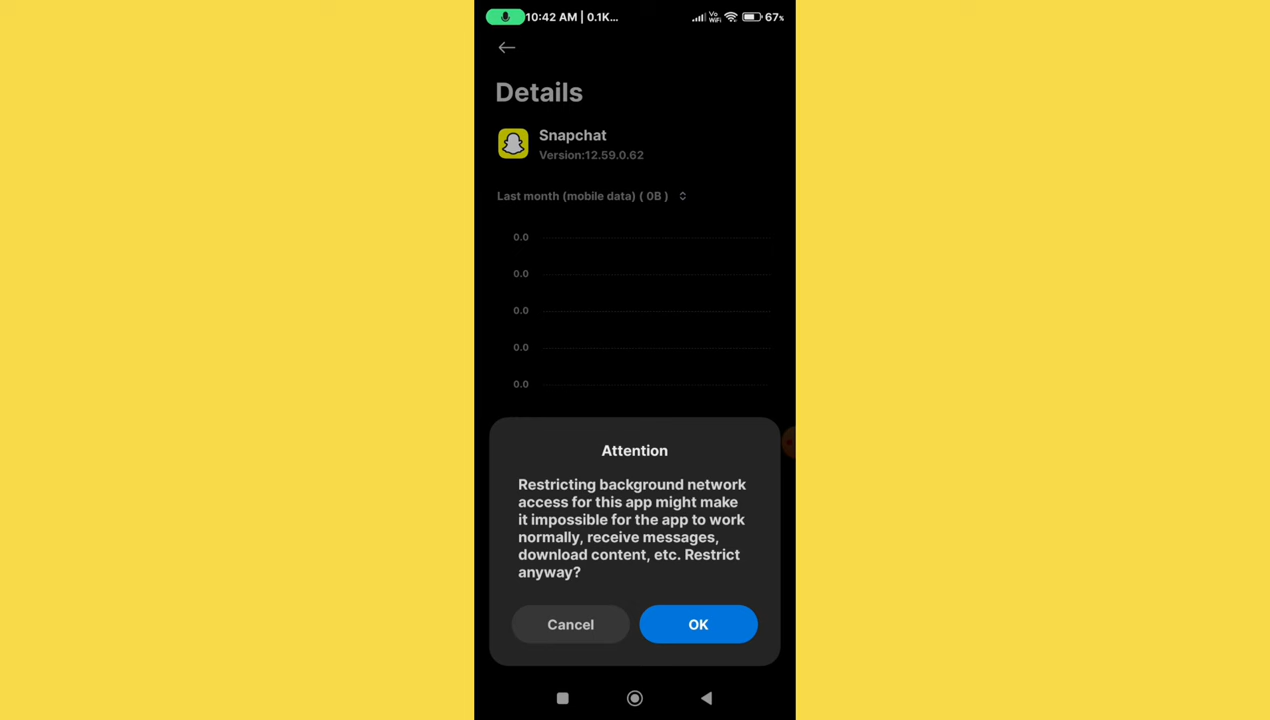 10:42 AM | 0.1K...
Vo
WiFi
67%
Details
Snapchat
Version:12.59.0.62
Last month (mobile data) ( 0B )
0.0
0.0
0.0
0.0
0.0
Attention
Restricting background network
access for this app might make
it impossible for the app to work
normally, receive messages,
download content, etc. Restrict
anyway?
Cancel
OK